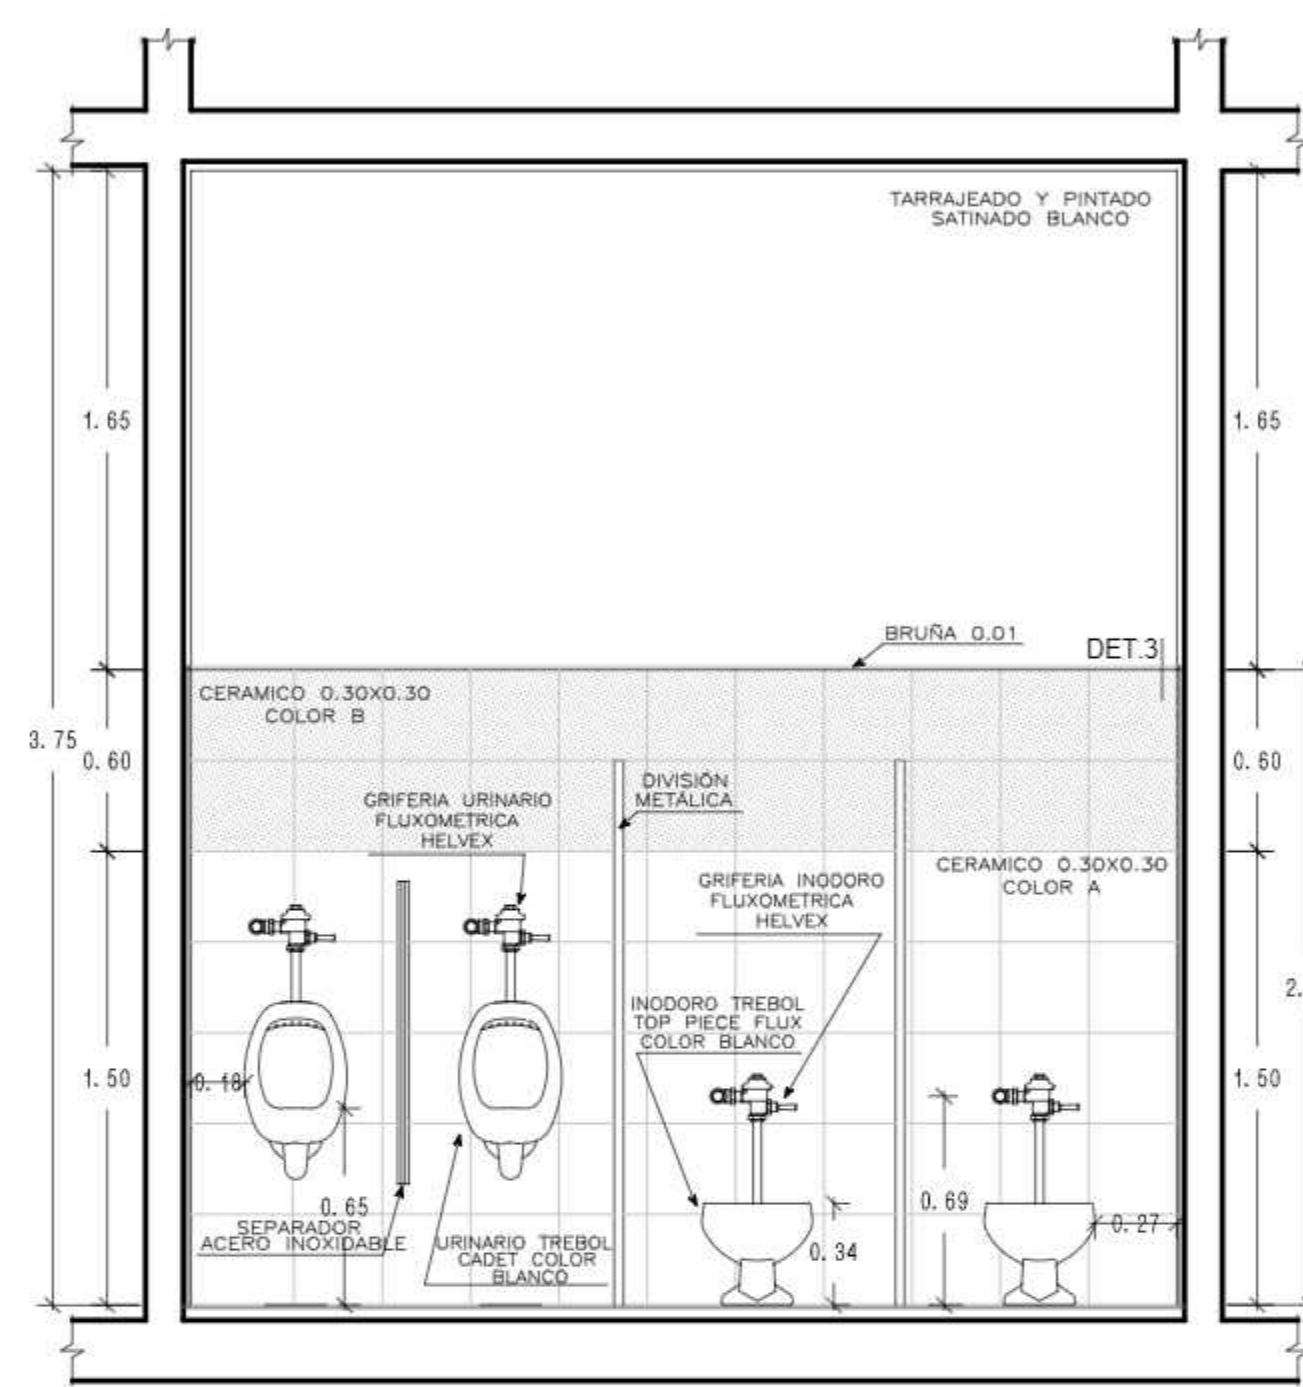 TARRAJEADO Y PINTADO
SATINADO BLANCO
1.65
1.65
BRUÑA 0.01
DET.3
CERAMICO 0.30X0.30
COLOR B
3.75
0.60
0.60
DIVISIÓN
METÁLICA
GRIFERIA URINARIO
FLUXOMETRICA
HELVEX
CERAMICO 0.30X0.30
COLOR A
GRIFERIA INODORO
FLUXOMETRICA
HELVEX
2.
INODORO TREBOL
TOP PIECE FLUX
COLOR BLANCO
1.50
0.18
1.50
0.65
0.69
SEPARADOR
ACERO INOXIDABLE
URINARIO TREBOL
CADET COLOR
BLANCO
0.34
0.27